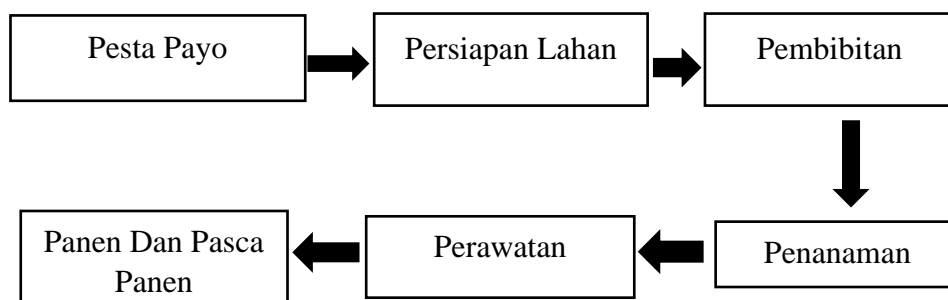 Pesta Payo
Persiapan Lahan
Pembibitan
Penanaman
Perawatan
Panen Dan Pasca
Panen